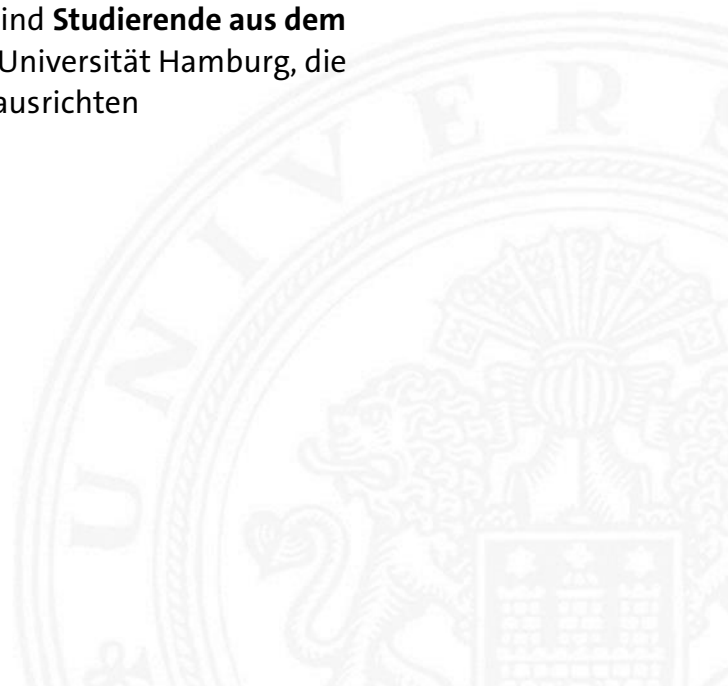 ind Studierende aus dem
Universität Hamburg, die
ausrichten
U N I V E R S